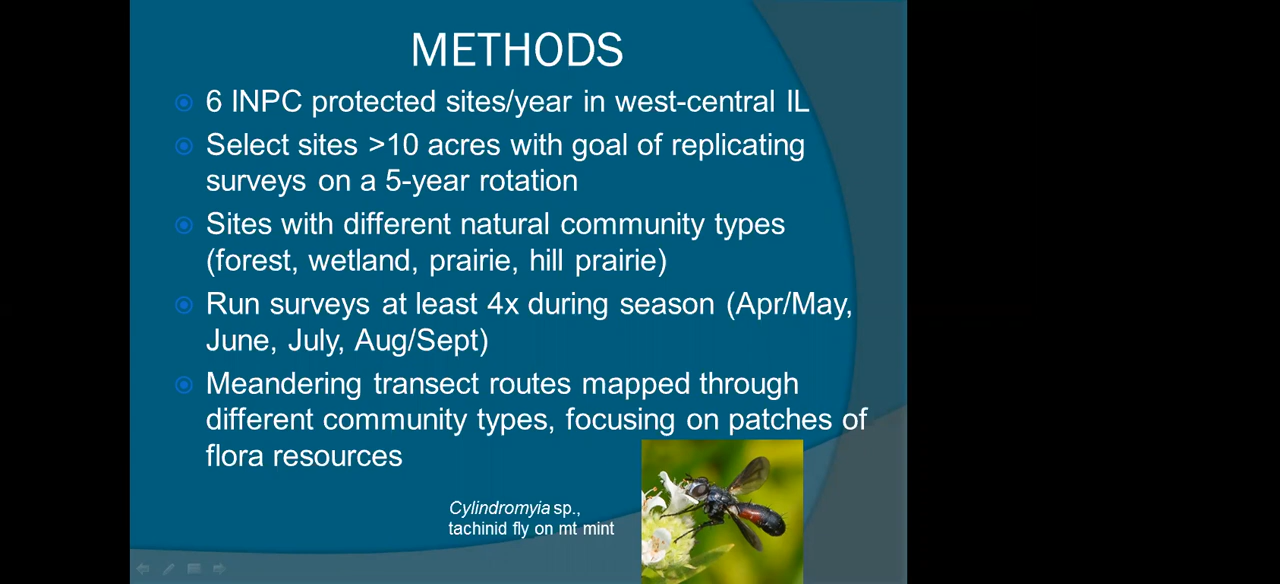 METHODS
6 INPC protected sites/year in west-central IL
Select sites >10 acres with goal of replicating
surveys on a 5-year rotation
Sites with different natural community types
(forest, wetland, prairie, hill prairie)
Run surveys at least 4x during season (Apr/May,
June, July, Aug/Sept)
Meandering transect routes mapped through
different community types, focusing on patches of
flora resources
Cylindromyia sp.,
tachinid fly on mt mint